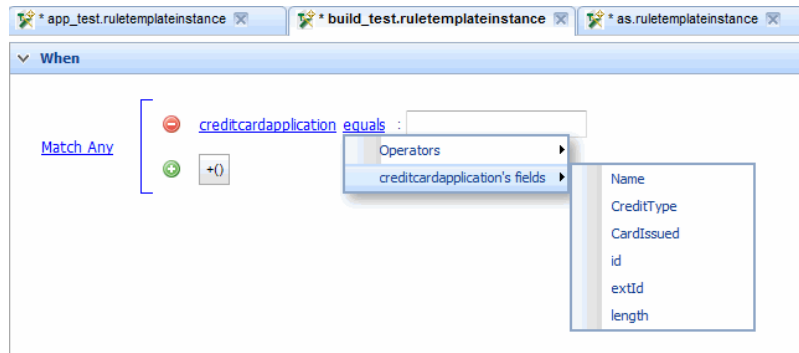 * app_test.ruletemplateinstance * build_test.ruletemplateinstance * as.ruletemplateinstance
When
creditcardapplication equals :
Match Any
+()
Operators
creditcardapplication's fields
Name
CreditType
CardIssued
id
extId
length